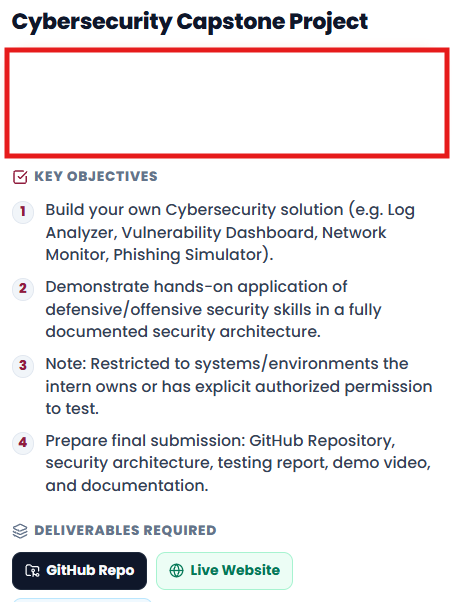 Cybersecurity Capstone Project
KEY OBJECTIVES
1 Build your own Cybersecurity solution (e.g. Log
Analyzer, Vulnerability Dashboard, Network
Monitor, Phishing Simulator).
2 Demonstrate hands-on application of
defensive/offensive security skills in a fully
documented security architecture.
3 Note: Restricted to systems/environments the
intern owns or has explicit authorized permission
to test.
4 Prepare final submission: GitHub Repository,
security architecture, testing report, demo video,
and documentation.
DELIVERABLES REQUIRED
GitHub Repo Live Website